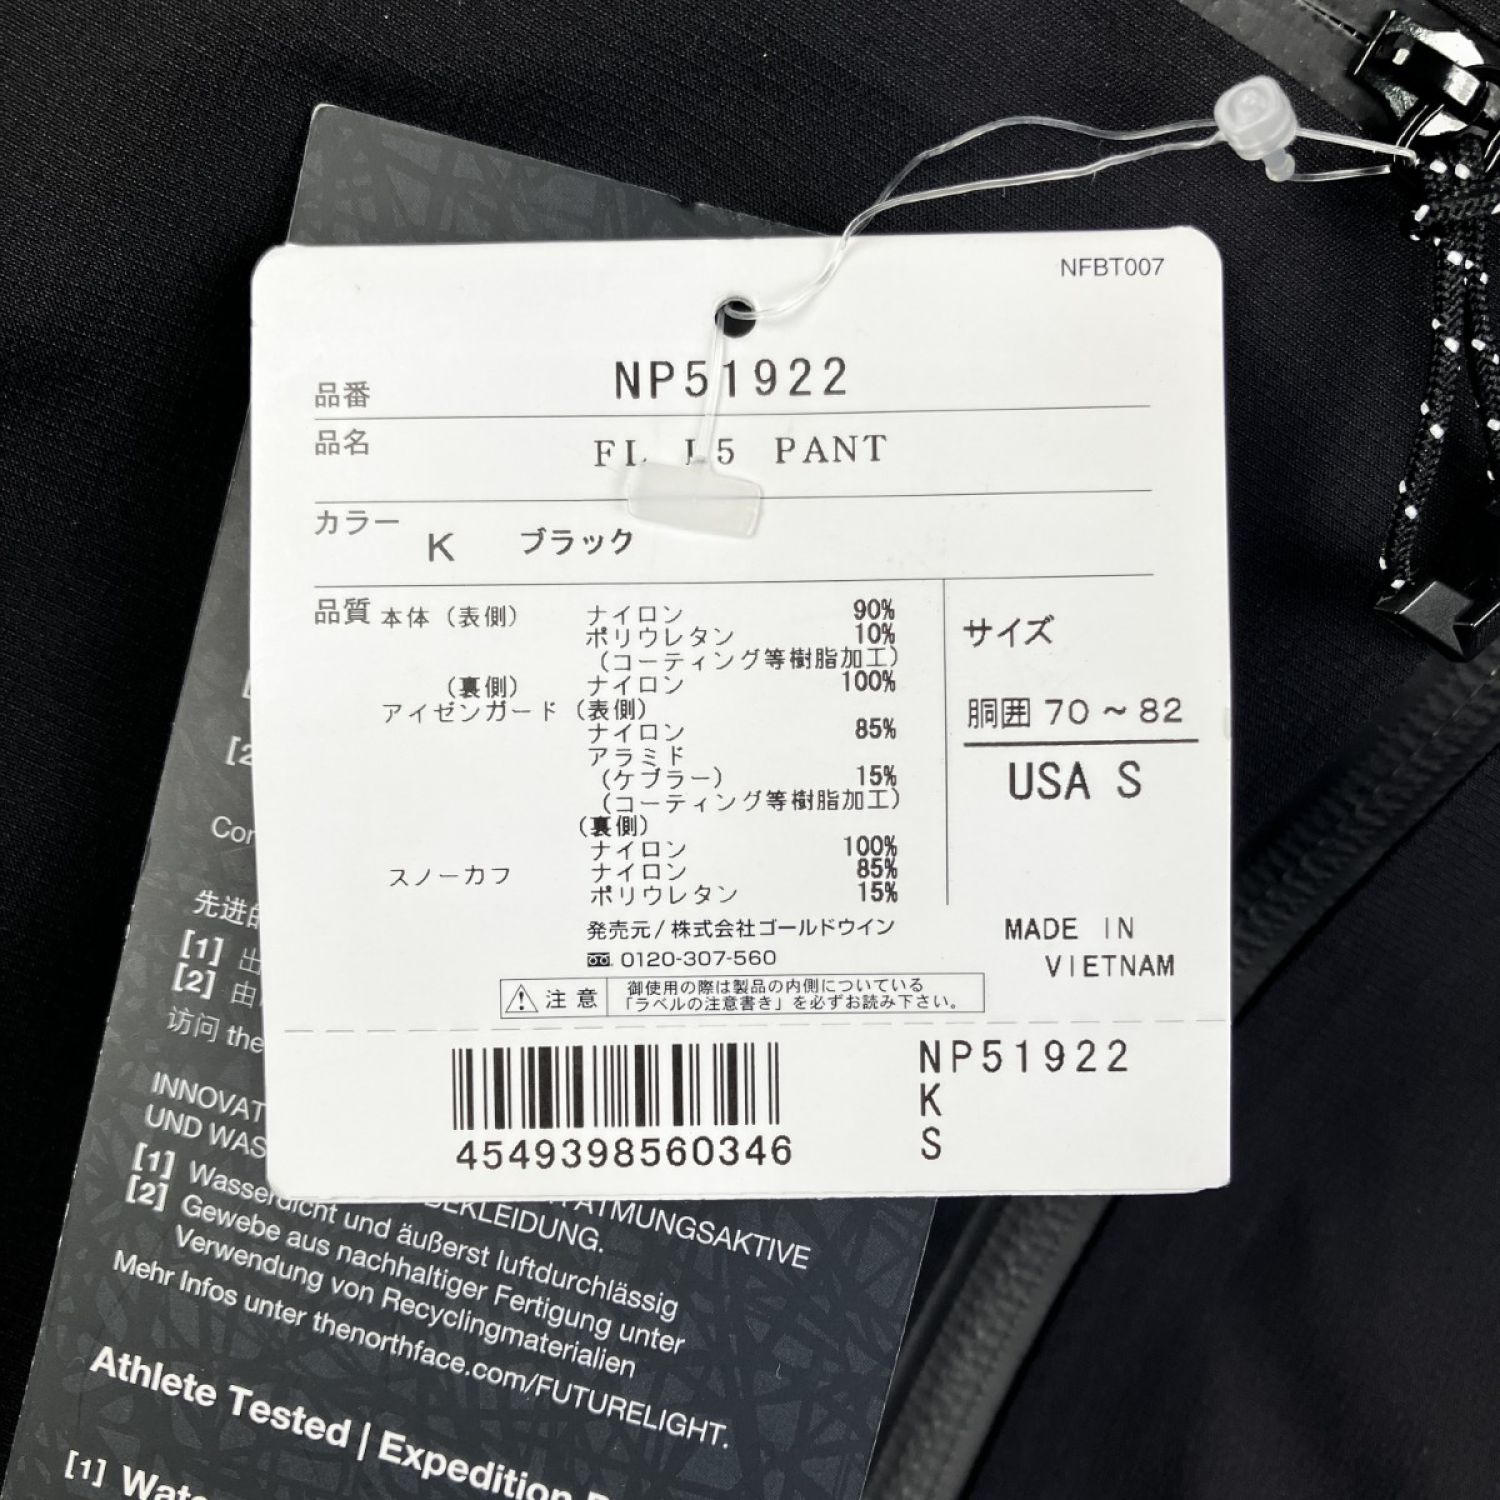 NFBT007
品番 NP51922
品名 FL L5 PANT
カラー K ブラック
品質 本体（表側） ナイロン 90%
ポリウレタン 10%
（コーティング等樹脂加工）
（裏側） ナイロン 100%
アイゼンガード（表側）
ナイロン 85%
アラミド
（ケブラー） 15%
（コーティング等樹脂加工）
（裏側）
ナイロン 100%
スノーカフ ナイロン 85%
ポリウレタン 15%
サイズ
胴囲 70～82
USA S
発売元/株式会社ゴールドウイン
0120-307-560
MADE IN
VIETNAM
注意 御使用の際は製品の内側についている
「ラベルの注意書き」を必ずお読み下さい。
4549398560346
NP51922
K
S
[2
先进
[1] 出
[2] 由
访问 the
INNOVAT
UND WAS
ATMUNGSAKTIVE
BEKLEIDUNG.
[1] Wasserdicht und äußerst luftdurchlässig
[2] Gewebe aus nachhaltiger Fertigung unter
Verwendung von Recyclingmaterialien
Mehr Infos unter thenorthface.com/FUTURELIGHT.
Athlete Tested | Expedition
[1] Wate